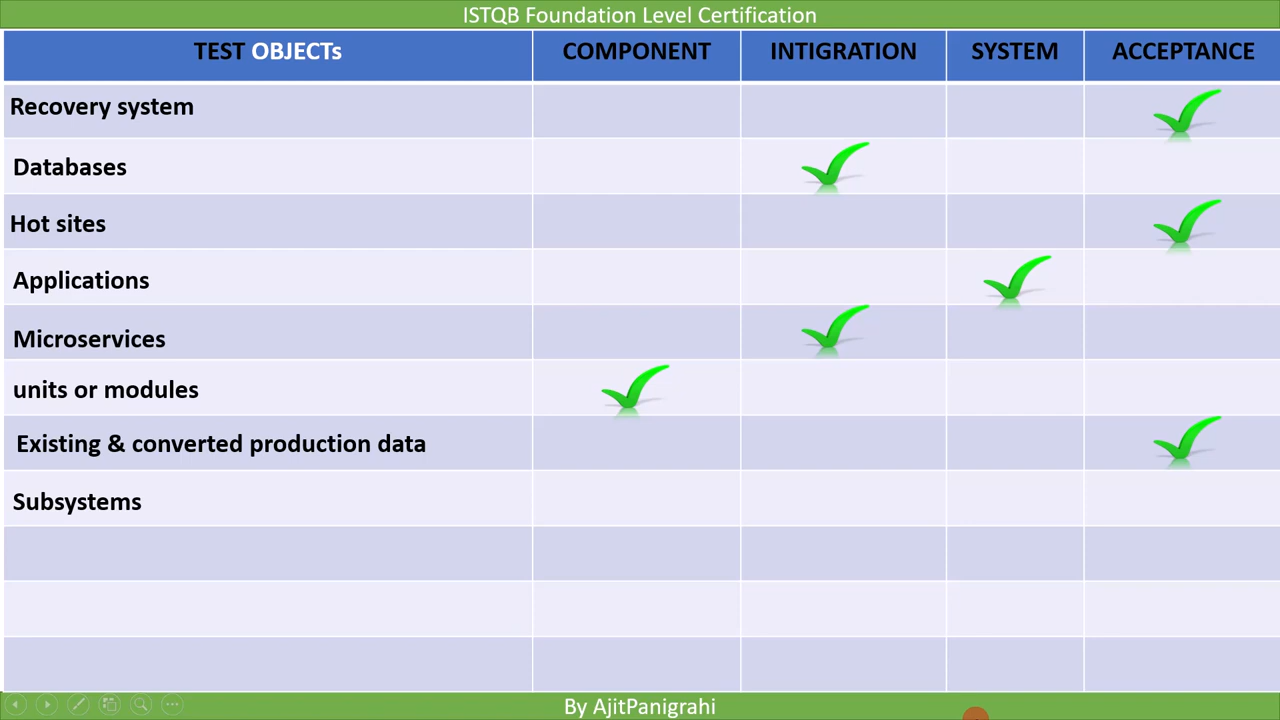 ISTQB Foundation Level Certification
TEST OBJECTs COMPONENT INTIGRATION SYSTEM ACCEPTANCE
Recovery system
Databases
Hot sites
Applications
Microservices
units or modules
Existing & converted production data
Subsystems
By AjitPanigrahi